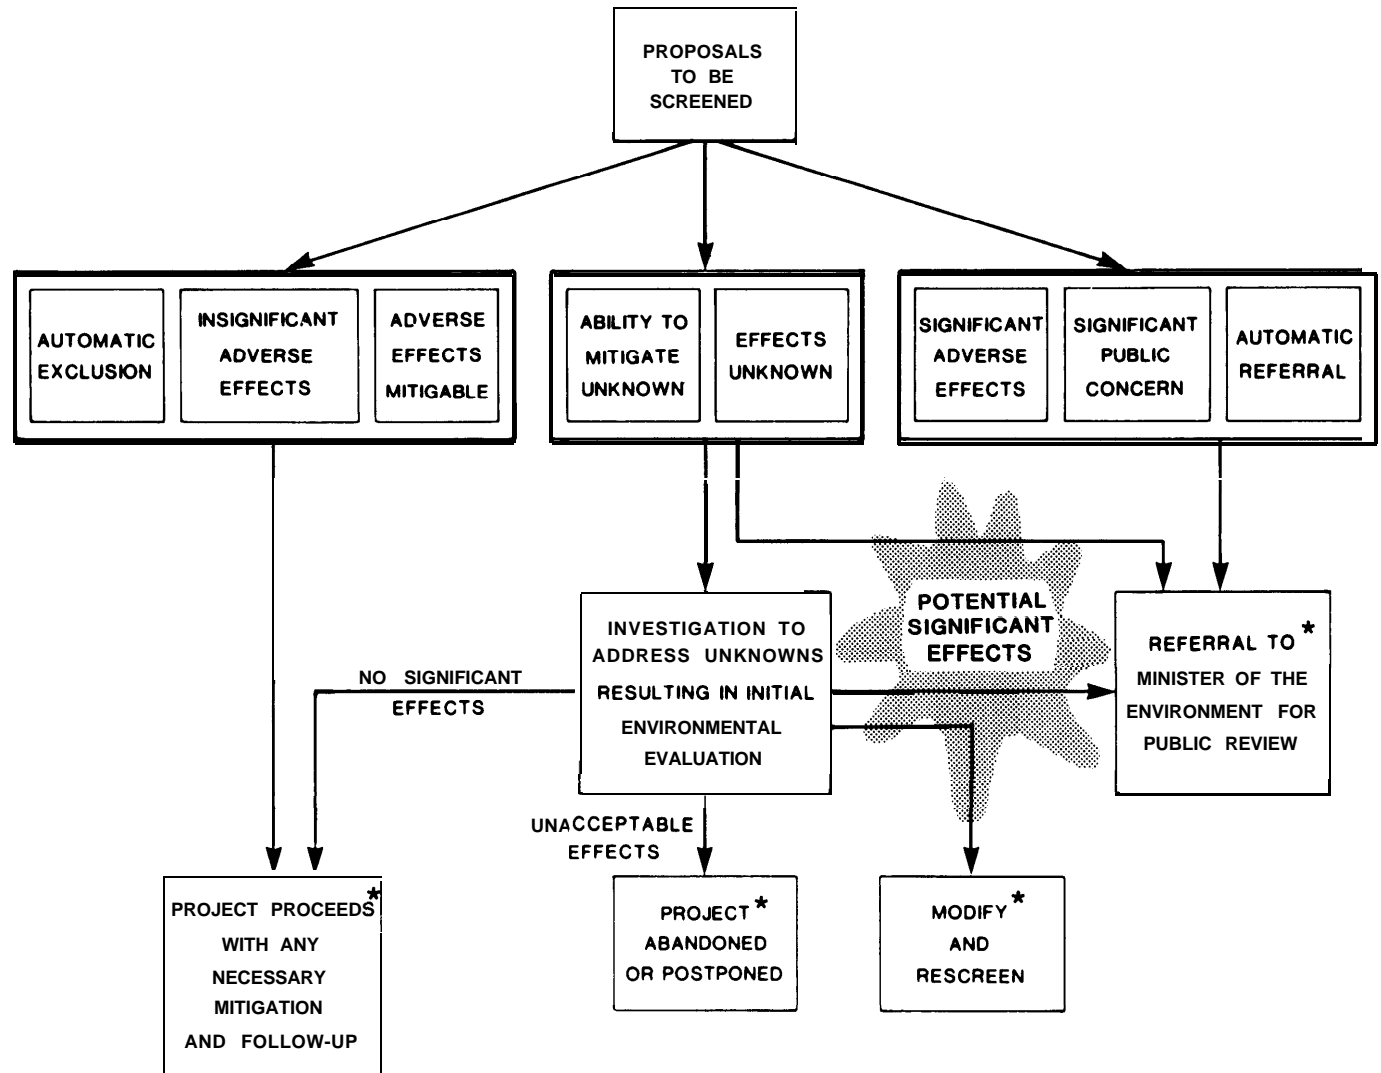 PROPOSALS
TO BE
SCREENED
AUTOMATIC
EXCLUSION
INSIGNIFICANT
ADVERSE
EFFECTS
ADVERSE
EFFECTS
MITIGABLE
ABILITY TO
MITIGATE
UNKNOWN
EFFECTS
UNKNOWN
SIGNIFICANT
ADVERSE
EFFECTS
SIGNIFICANT
PUBLIC
CONCERN
AUTOMATIC
REFERRAL
POTENTIAL
SIGNIFICANT
EFFECTS
INVESTIGATION TO
ADDRESS UNKNOWNS
RESULTING IN INITIAL
ENVIRONMENTAL
EVALUATION
REFERRAL TO *
MINISTER OF THE
ENVIRONMENT FOR
PUBLIC REVIEW
NO SIGNIFICANT
EFFECTS
UNACCEPTABLE
EFFECTS
PROJECT PROCEEDS *
WITH ANY
NECESSARY
MITIGATION
AND FOLLOW-UP
PROJECT *
ABANDONED
OR POSTPONED
MODIFY *
AND
RESCREEN